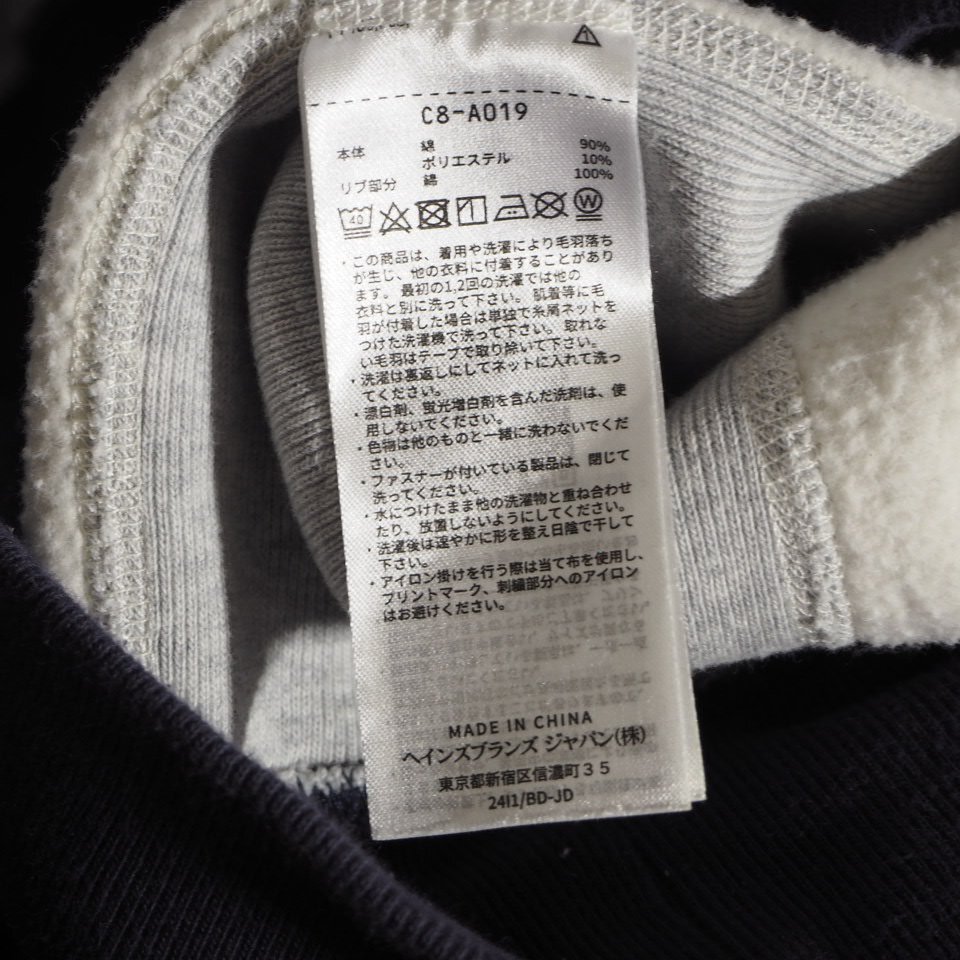 C8-A019
本体 綿 90%
ポリエステル 10%
リブ部分 綿 100%
40 W
・この商品は、着用や洗濯により毛羽落ち
が生じ、他の衣料に付着することがあり
ます。最初の1,2回の洗濯では他の
衣料と別に洗って下さい。肌着等に毛
羽が付着した場合は単独で糸屑ネットを
つけた洗濯機で洗って下さい。取れな
い毛羽はテープで取り除いて下さい。
・洗濯は裏返しにしてネットに入れて洗っ
てください。
・漂白剤、蛍光増白剤を含んだ洗剤は、使
用しないでください。
・色物は他のものと一緒に洗わないでくだ
さい。
・ファスナーが付いている製品は、閉じて
洗ってください。
・水につけたまま他の洗濯物と重ね合わせ
たり、放置しないようにしてください。
・洗濯後は速やかに形を整え日陰で干して
下さい。
・アイロン掛けを行う際は当て布を使用し、
プリントマーク、刺繍部分へのアイロン
はお避けください。
MADE IN CHINA
ヘインズブランズ ジャパン(株)
東京都新宿区信濃町35
24I1/BD-JD